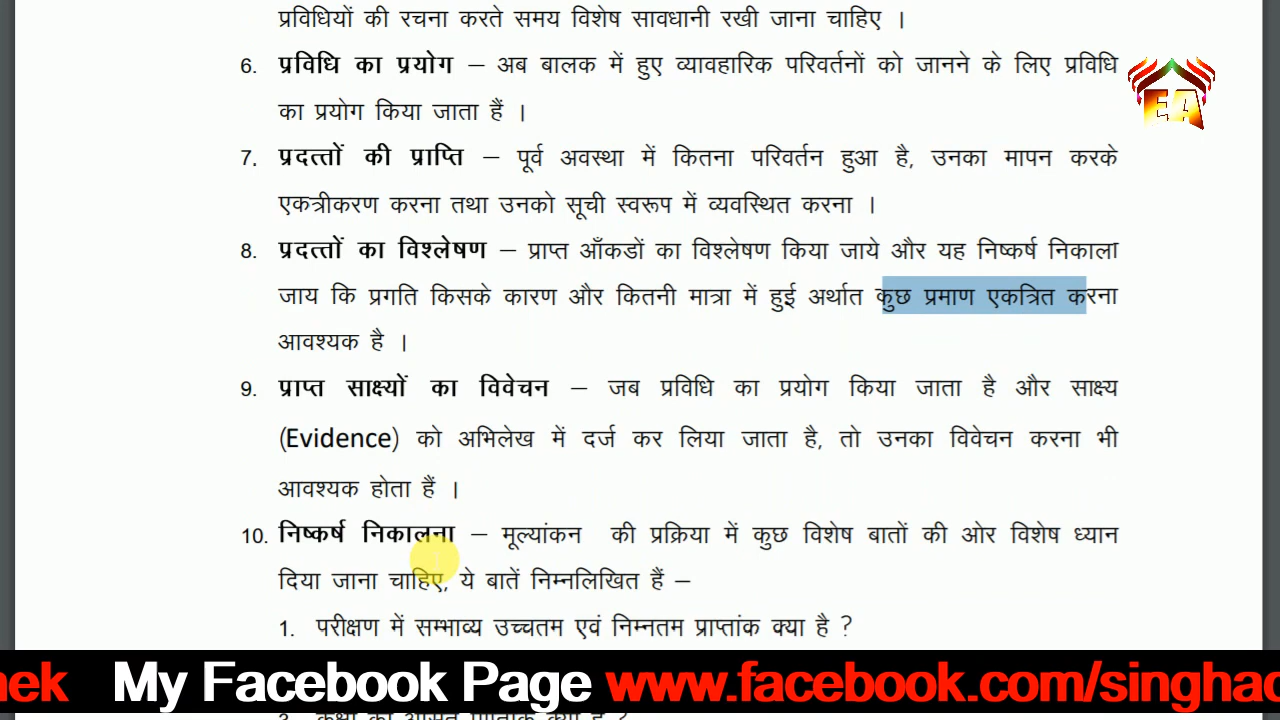 प्रविधियों की रचना करते समय विशेष सावधानी रखी जाना चाहिए ।
6. प्रविधि का प्रयोग – अब बालक में हुए व्यावहारिक परिवर्तनों को जानने के लिए प्रविधि
का प्रयोग किया जाता हैं ।
EA
7. प्रदत्तों की प्राप्ति – पूर्व अवस्था में कितना परिवर्तन हुआ है, उनका मापन करके
एकत्रीकरण करना तथा उनको सूची स्वरूप में व्यवस्थित करना ।
8. प्रदत्तों का विश्लेषण – प्राप्त आँकडों का विश्लेषण किया जाये और यह निष्कर्ष निकाला
जाय कि प्रगति किसके कारण और कितनी मात्रा में हुई अर्थात कुछ प्रमाण एकत्रित करना
आवश्यक है ।
9. प्राप्त साक्ष्यों का विवेचन – जब प्रविधि का प्रयोग किया जाता है और साक्ष्य
(Evidence) को अभिलेख में दर्ज कर लिया जाता है, तो उनका विवेचन करना भी
आवश्यक होता हैं ।
10. निष्कर्ष निकालना – मूल्यांकन की प्रक्रिया में कुछ विशेष बातों की ओर विशेष ध्यान
दिया जाना चाहिए, ये बातें निम्नलिखित हैं –
1. परीक्षण में सम्भाव्य उच्चतम एवं निम्नतम प्राप्तांक क्या है ?
My Facebook Page www.facebook.com/singhad